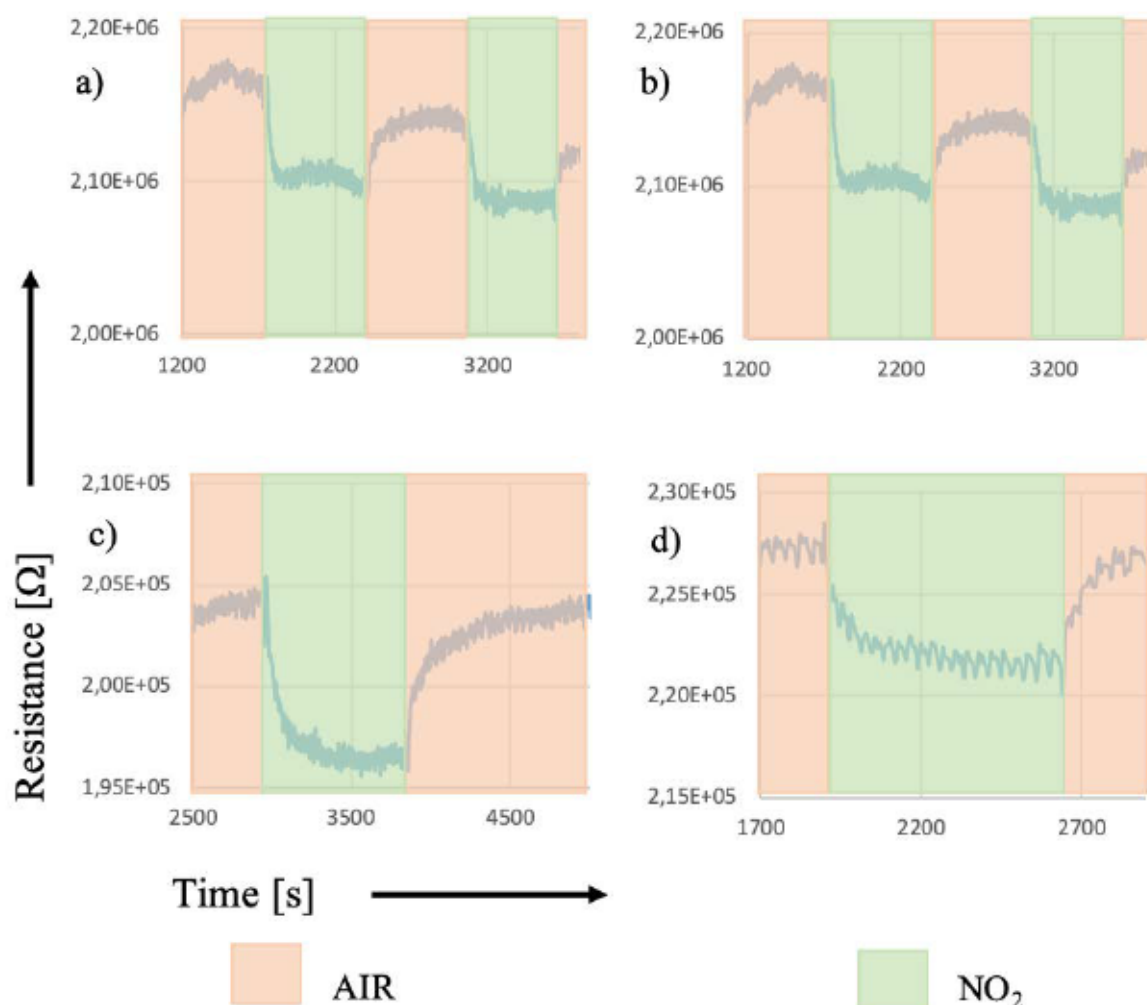 2,20E+06
a)
2,10E+06
2,00E+06
1200 2200 3200
2,20E+06
b)
2,10E+06
2,00E+06
1200 2200 3200
2,10E+05
c)
2,05E+05
2,00E+05
1,95E+05
2500 3500 4500
2,30E+05
d)
2,25E+05
2,20E+05
2,15E+05
1700 2200 2700
Resistance [Ω]
Time [s]
AIR
NO₂